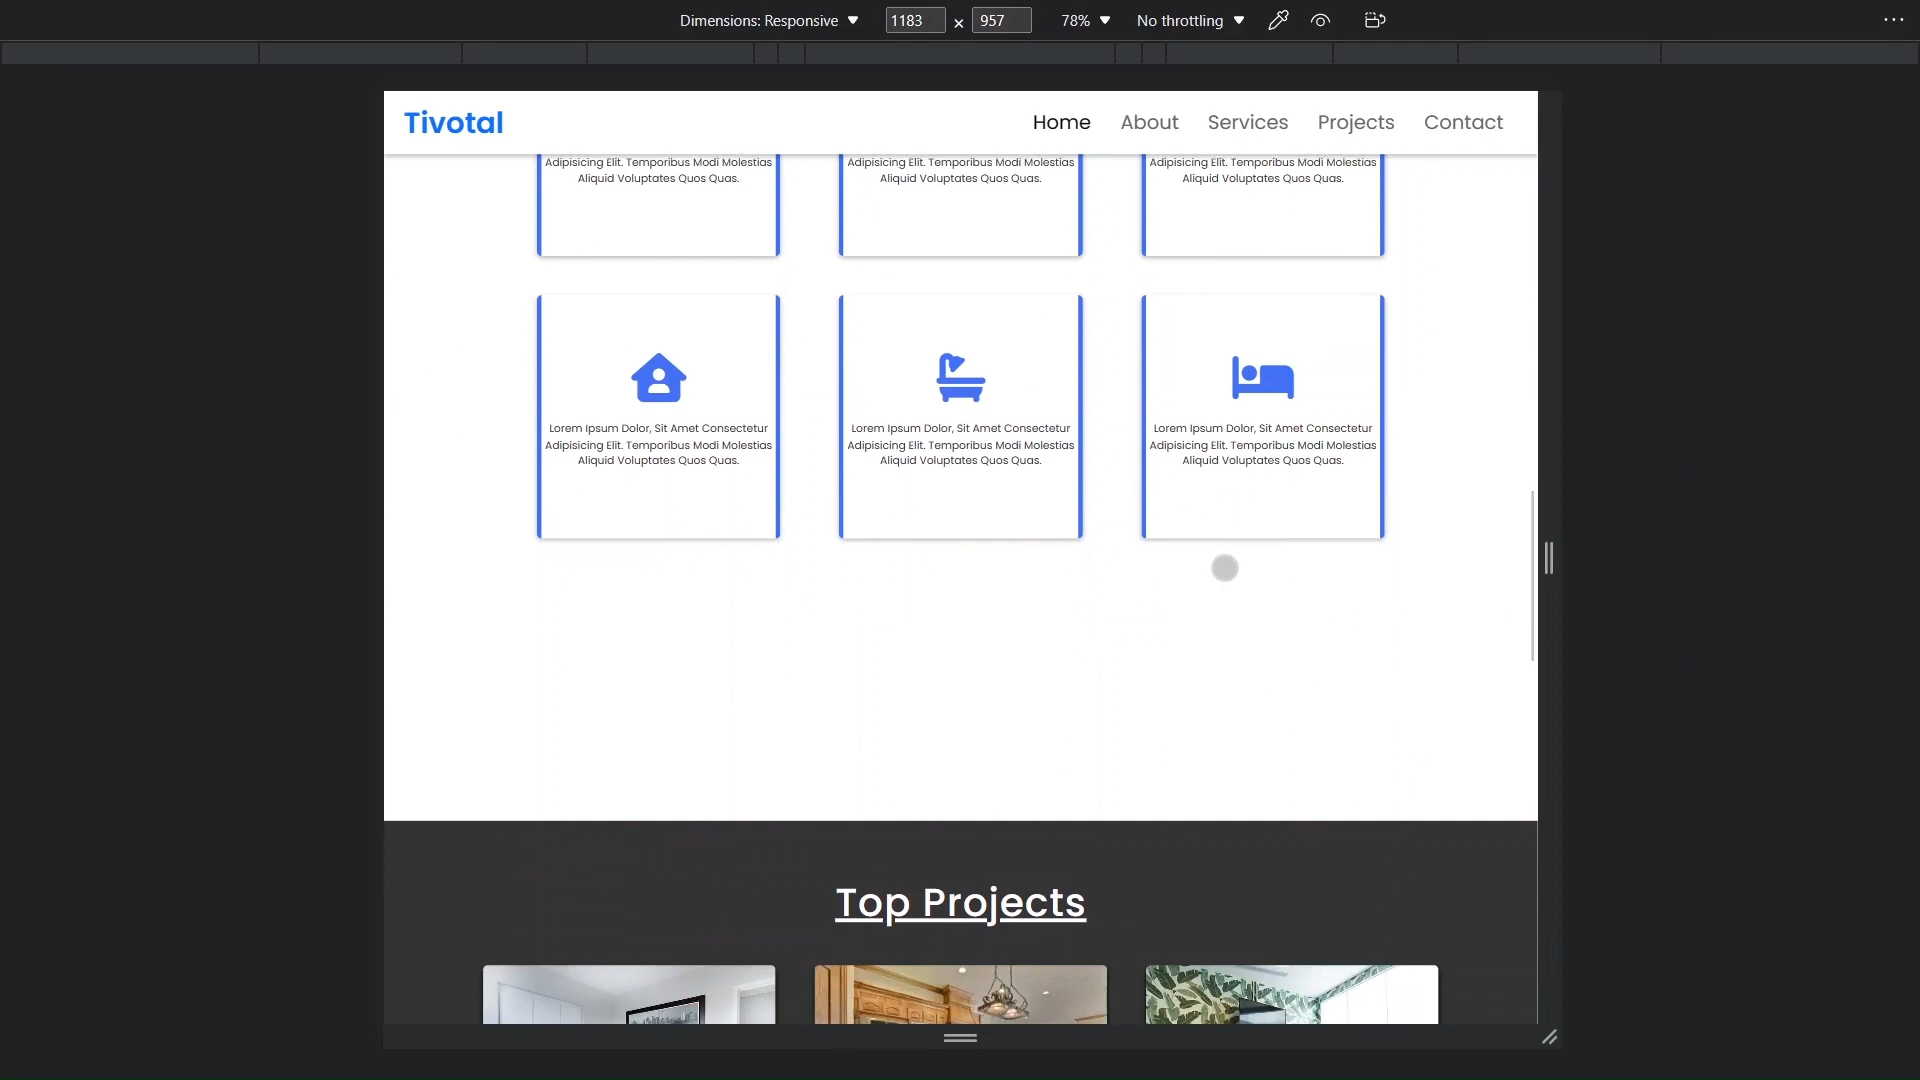 Dimensions: Responsive 1183 × 957 78% No throttling
Tivotal Home About Services Projects Contact
Adipisicing Elit. Temporibus Modi Molestias
Aliquid Voluptates Quos Quas.
Adipisicing Elit. Temporibus Modi Molestias
Aliquid Voluptates Quos Quas.
Adipisicing Elit. Temporibus Modi Molestias
Aliquid Voluptates Quos Quas.
Lorem Ipsum Dolor, Sit Amet Consectetur
Adipisicing Elit. Temporibus Modi Molestias
Aliquid Voluptates Quos Quas.
Lorem Ipsum Dolor, Sit Amet Consectetur
Adipisicing Elit. Temporibus Modi Molestias
Aliquid Voluptates Quos Quas.
Lorem Ipsum Dolor, Sit Amet Consectetur
Adipisicing Elit. Temporibus Modi Molestias
Aliquid Voluptates Quos Quas.
Top Projects